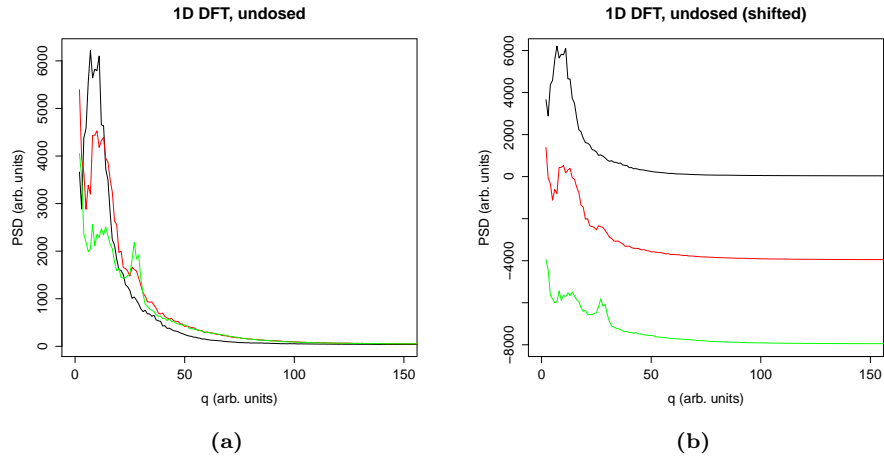 1D DFT, undosed
PSD (arb. units)
6000
5000
4000
3000
2000
1000
0
0 50 100 150
q (arb. units)
(a)
1D DFT, undosed (shifted)
PSD (arb. units)
6000
4000
2000
0
−4000
−8000
0 50 100 150
q (arb. units)
(b)